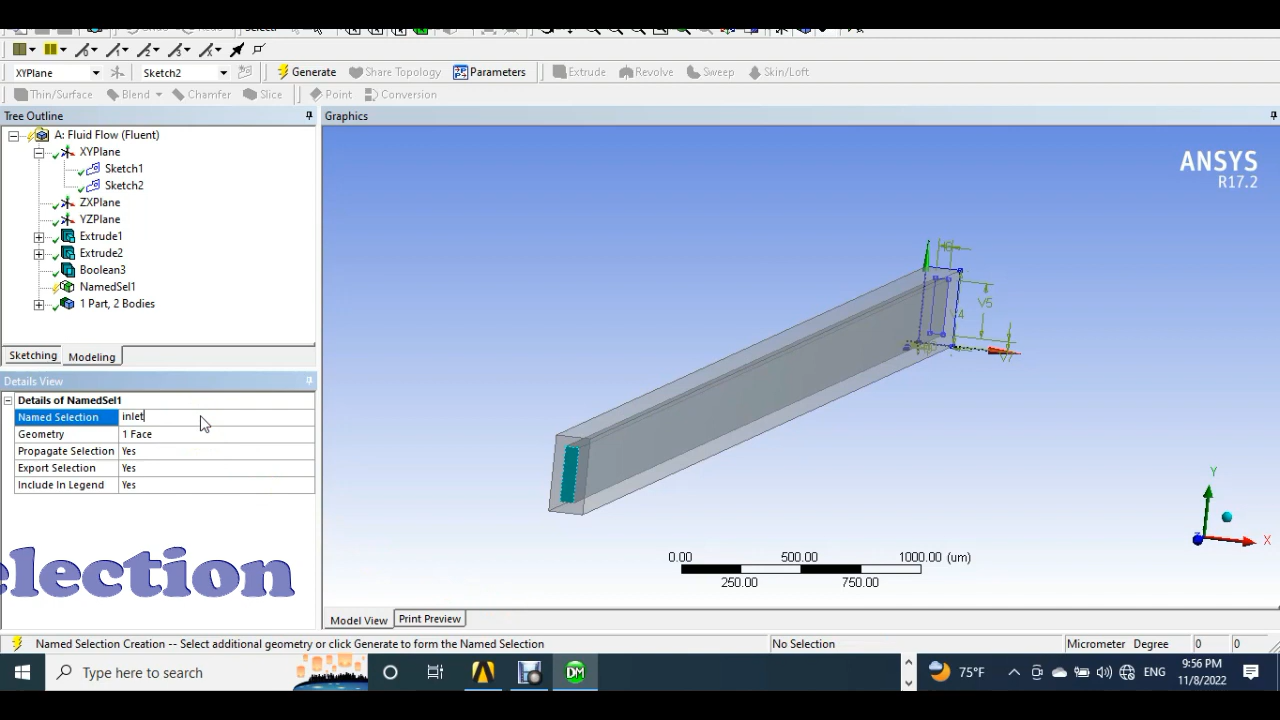 XYPlane Sketch2 Generate Share Topology Parameters Extrude Revolve Sweep Skin/Loft
Thin/Surface Blend Chamfer Slice Point Conversion
Tree Outline
A: Fluid Flow (Fluent)
XYPlane
Sketch1
Sketch2
ZXPlane
YZPlane
Extrude1
Extrude2
Boolean3
NamedSel1
1 Part, 2 Bodies
Sketching Modeling
Details View
Details of NamedSel1
Named Selection inlet
Geometry 1 Face
Propagate Selection Yes
Export Selection Yes
Include In Legend Yes
election
Graphics
ANSYS
R17.2
V5
Y
X
0.00 500.00 1000.00 (um)
250.00 750.00
Model View Print Preview
Named Selection Creation -- Select additional geometry or click Generate to form the Named Selection No Selection Micrometer Degree 0 0
Type here to search DM 75°F ENG 9:56 PM
11/8/2022